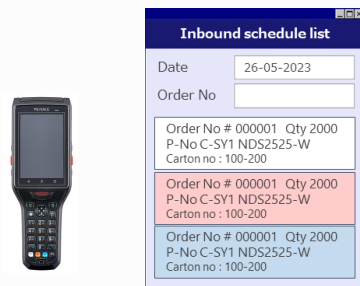 KEYENCE
Inbound schedule list
Date 26-05-2023
Order No
Order No # 000001 Qty 2000
P-No C-SY1 NDS2525-W
Carton no : 100-200
Order No # 000001 Qty 2000
P-No C-SY1 NDS2525-W
Carton no : 100-200
Order No # 000001 Qty 2000
P-No C-SY1 NDS2525-W
Carton no : 100-200